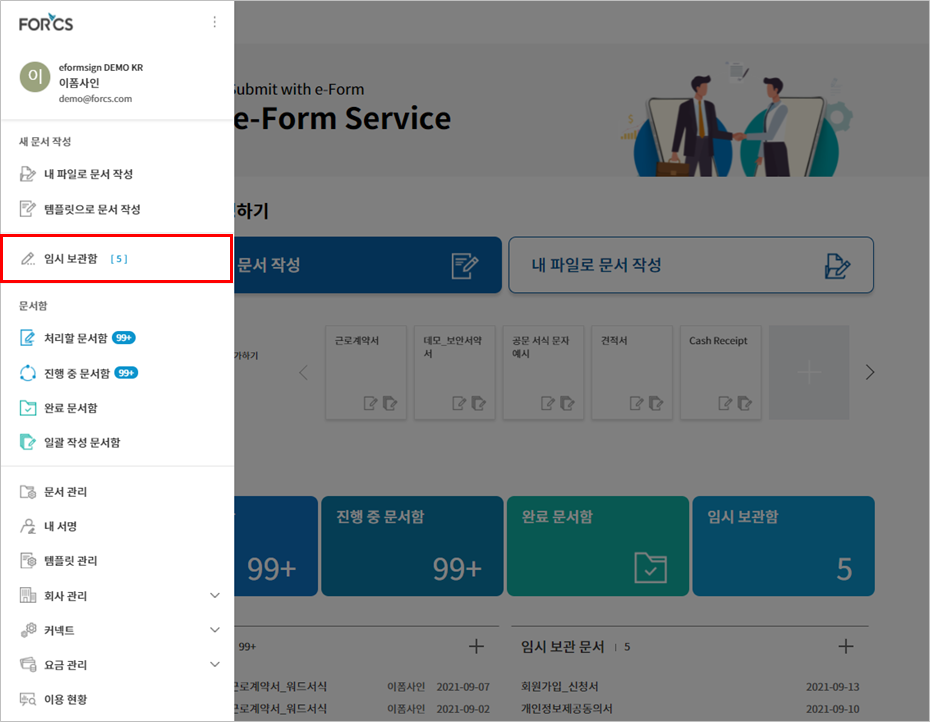 FORCS
이
eformsign DEMO KR
이폼사인
demo@forcs.com
새 문서 작성
내 파일로 문서 작성
템플릿으로 문서 작성
임시 보관함 [ 5 ]
문서함
처리할 문서함 99+
진행 중 문서함 99+
완료 문서함
일괄 작성 문서함
문서 관리
내 서명
템플릿 관리
회사 관리
커넥트
요금 관리
이용 현황
Submit with e-Form
e-Form Service
하기
문서 작성
내 파일로 문서 작성
가하기
근로계약서
데모_보안서약
서
공문 서식 문자
예시
견적서
Cash Receipt
99+
진행 중 문서함
99+
완료 문서함
임시 보관함
5
99+
근로계약서_워드서식 이폼사인 2021-09-07
근로계약서_워드서식 이폼사인 2021-09-02
임시 보관 문서 | 5
회원가입_신청서 2021-09-13
개인정보제공동의서 2021-09-10